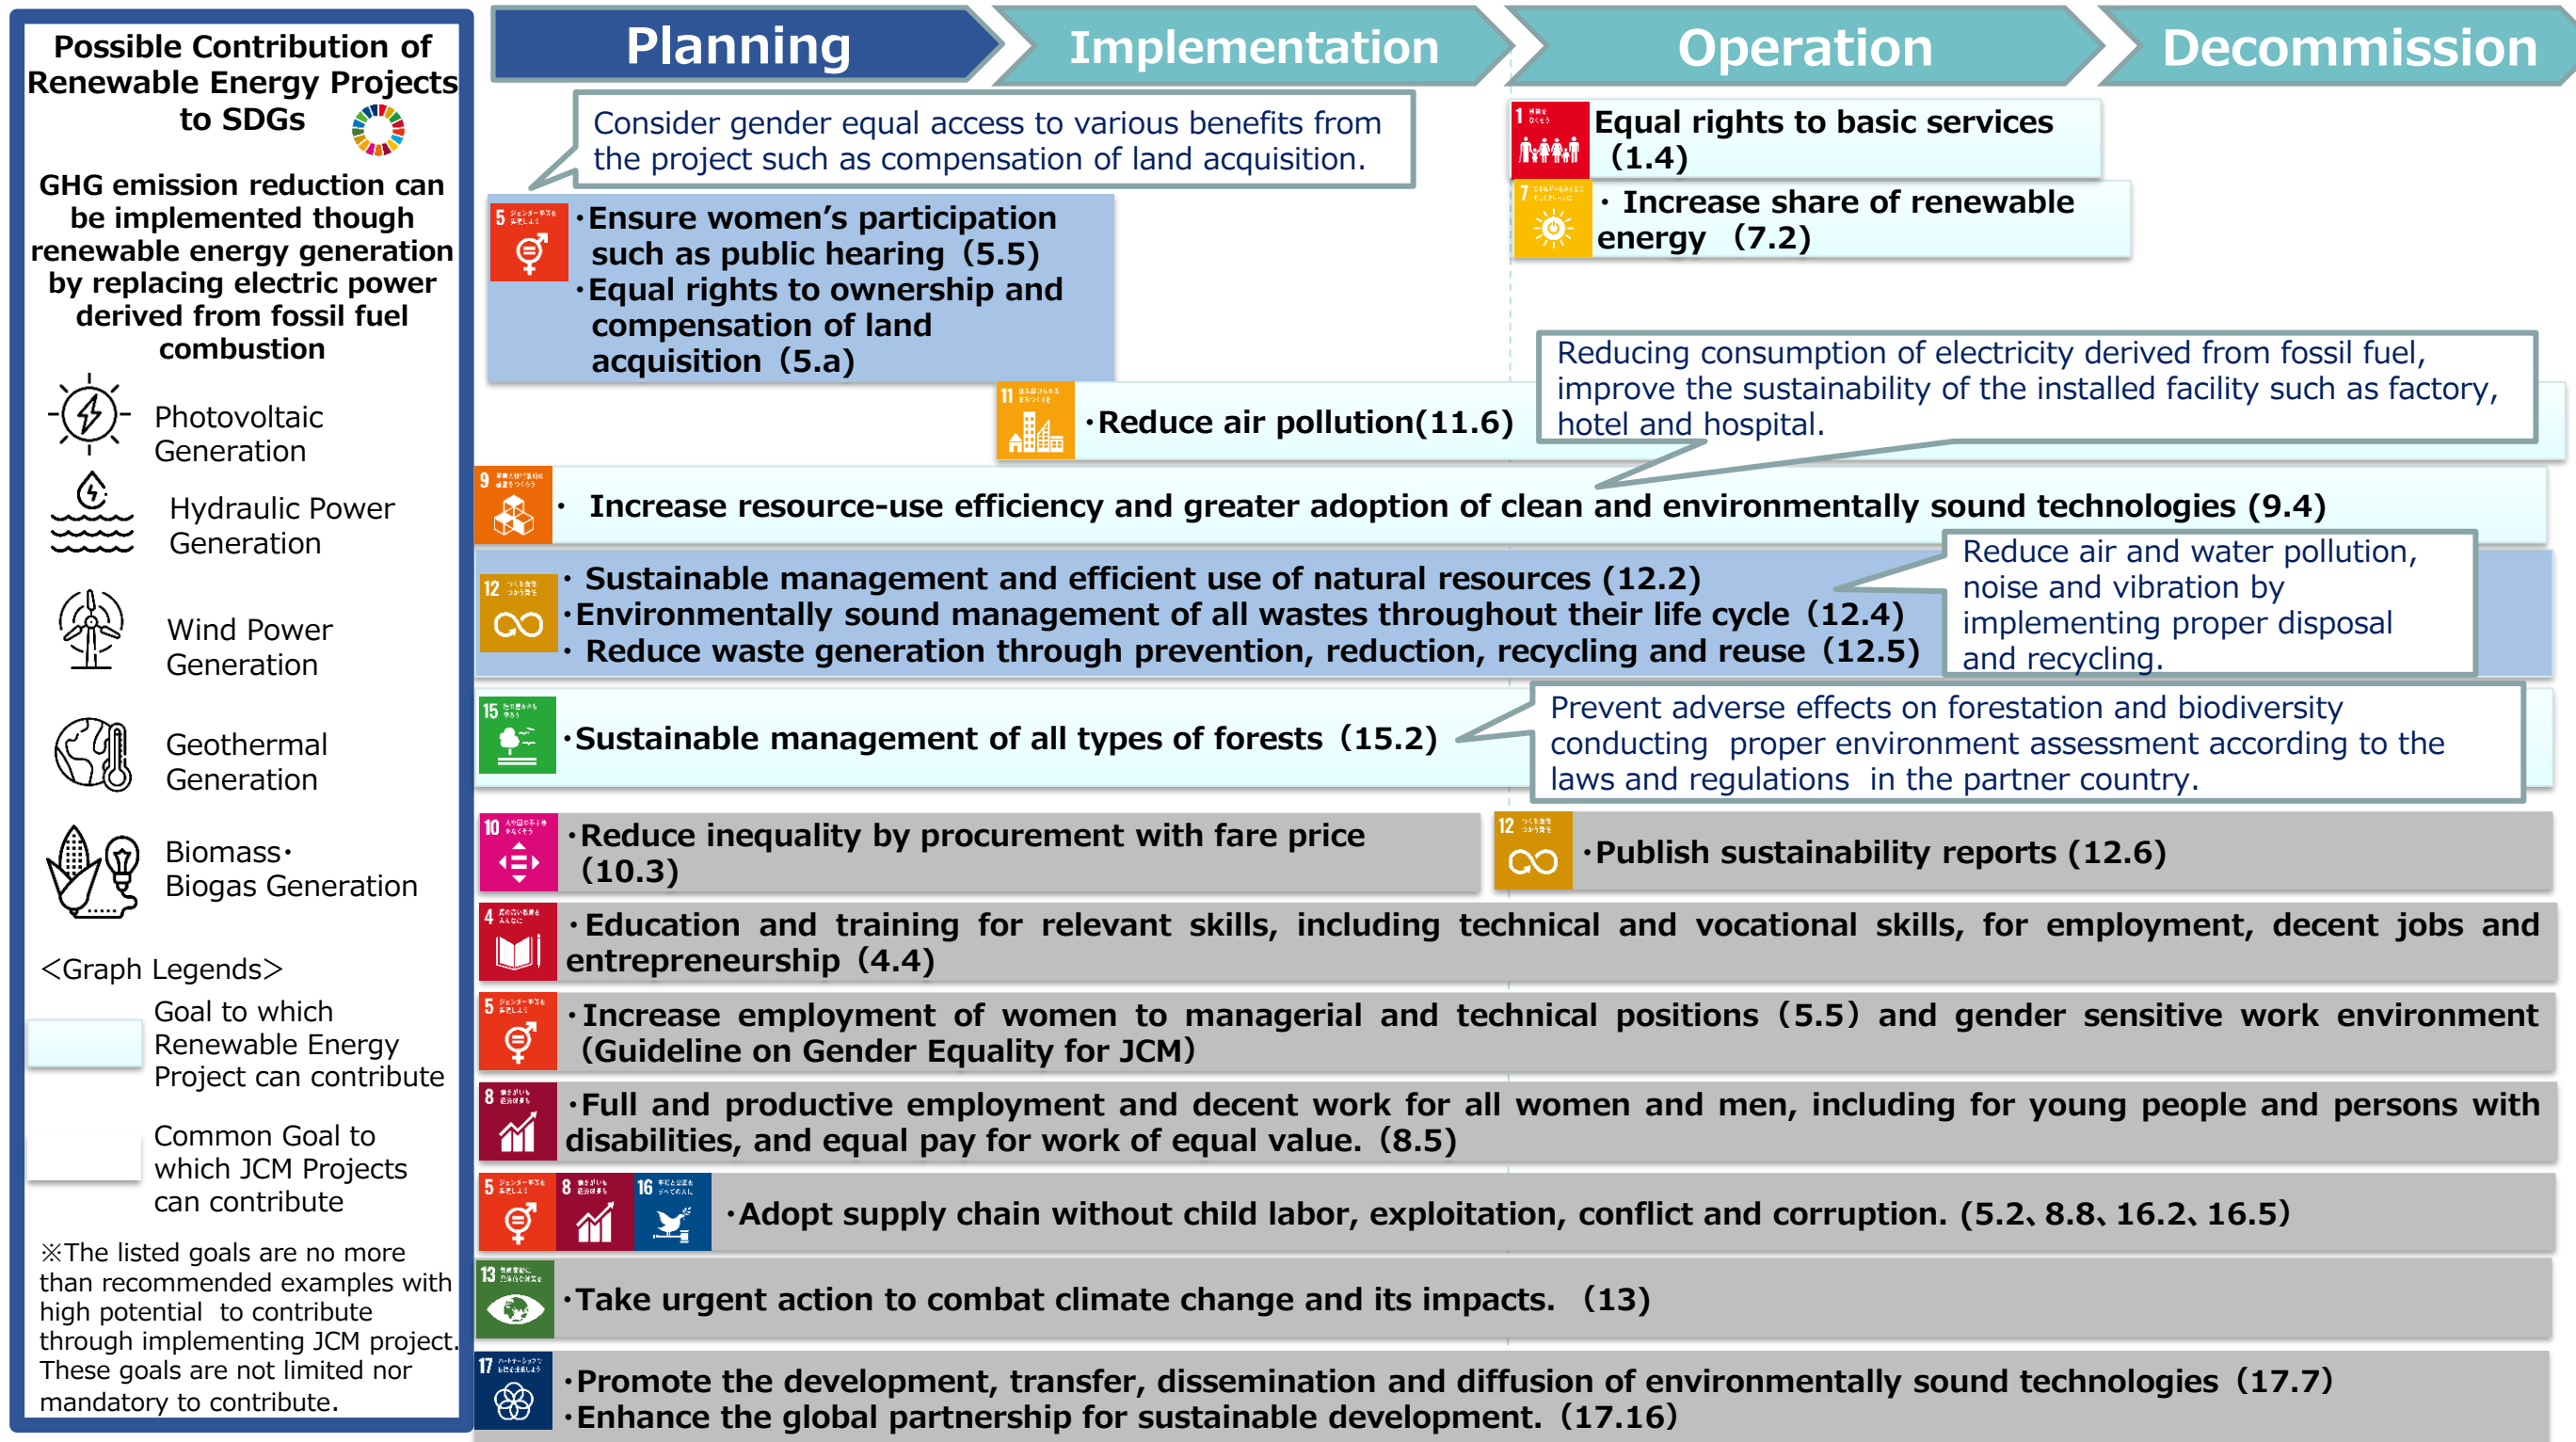 Possible Contribution of
Renewable Energy Projects
to SDGs
GHG emission reduction can
be implemented though
renewable energy generation
by replacing electric power
derived from fossil fuel
combustion
Photovoltaic
Generation
Hydraulic Power
Generation
Wind Power
Generation
Geothermal
Generation
Biomass・
Biogas Generation
<Graph Legends>
Goal to which
Renewable Energy
Project can contribute
Common Goal to
which JCM Projects
can contribute
※The listed goals are no more
than recommended examples with
high potential to contribute
through implementing JCM project.
These goals are not limited nor
mandatory to contribute.
Planning
Implementation
Operation
Decommission
Consider gender equal access to various benefits from
the project such as compensation of land acquisition.
1
Equal rights to basic services
（1.4）
7
・ Increase share of renewable
energy （7.2）
5
・Ensure women’s participation
such as public hearing（5.5）
・Equal rights to ownership and
compensation of land
acquisition（5.a）
Reducing consumption of electricity derived from fossil fuel,
improve the sustainability of the installed facility such as factory,
hotel and hospital.
11
・Reduce air pollution(11.6)
9
・ Increase resource-use efficiency and greater adoption of clean and environmentally sound technologies (9.4)
12
・ Sustainable management and efficient use of natural resources (12.2)
・Environmentally sound management of all wastes throughout their life cycle（12.4）
・ Reduce waste generation through prevention, reduction, recycling and reuse（12.5）
Reduce air and water pollution,
noise and vibration by
implementing proper disposal
and recycling.
15
・Sustainable management of all types of forests（15.2）
Prevent adverse effects on forestation and biodiversity
conducting proper environment assessment according to the
laws and regulations in the partner country.
10
・Reduce inequality by procurement with fare price
（10.3）
12
・Publish sustainability reports (12.6)
4
・Education and training for relevant skills, including technical and vocational skills, for employment, decent jobs and
entrepreneurship（4.4）
5
・Increase employment of women to managerial and technical positions（5.5）and gender sensitive work environment
（Guideline on Gender Equality for JCM）
8
・Full and productive employment and decent work for all women and men, including for young people and persons with
disabilities, and equal pay for work of equal value.（8.5）
5 8 16
・Adopt supply chain without child labor, exploitation, conflict and corruption. (5.2、8.8、16.2、16.5）
13
・Take urgent action to combat climate change and its impacts. （13）
17
・Promote the development, transfer, dissemination and diffusion of environmentally sound technologies（17.7）
・Enhance the global partnership for sustainable development.（17.16）